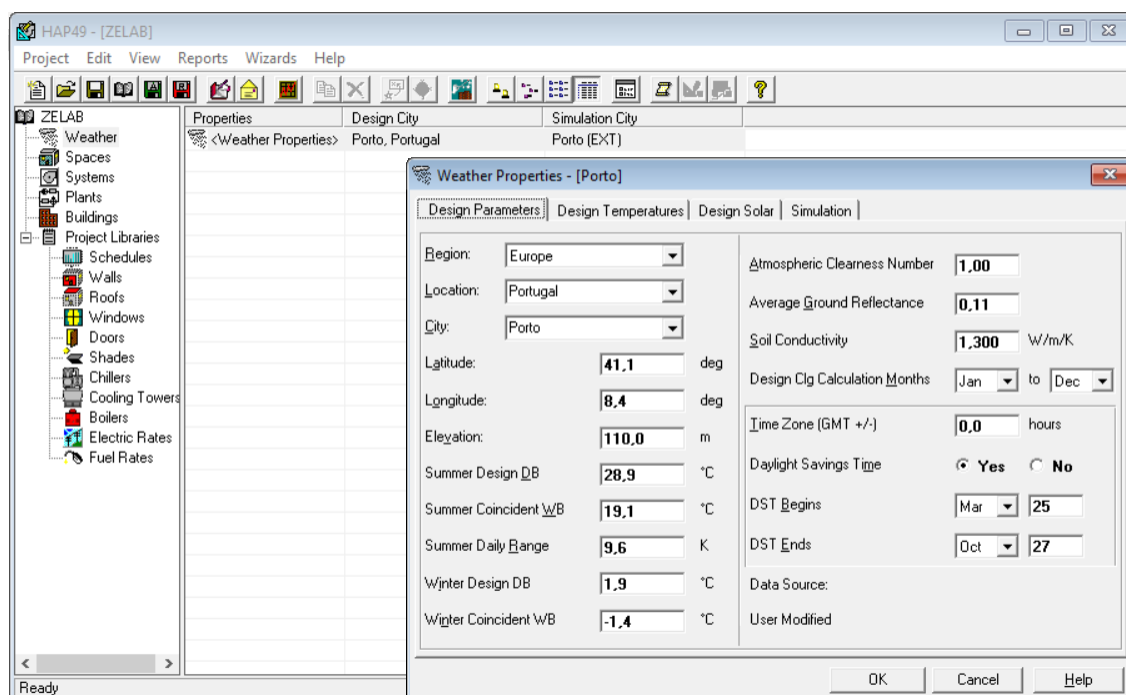 HAP49 - [ZELAB]
Project Edit View Reports Wizards Help
ZELAB
Weather
Spaces
Systems
Plants
Buildings
Project Libraries
Schedules
Walls
Roofs
Windows
Doors
Shades
Chillers
Cooling Towers
Boilers
Electric Rates
Fuel Rates
Properties Design City Simulation City
<Weather Properties> Porto, Portugal Porto (EXT)
Weather Properties - [Porto]
Design Parameters Design Temperatures Design Solar Simulation
Region: Europe
Location: Portugal
City: Porto
Latitude: 41,1 deg
Longitude: 8,4 deg
Elevation: 110,0 m
Summer Design DB 28,9 °C
Summer Coincident WB 19,1 °C
Summer Daily Range 9,6 K
Winter Design DB 1,9 °C
Winter Coincident WB -1,4 °C
Atmospheric Clearness Number 1,00
Average Ground Reflectance 0,11
Soil Conductivity 1,300 W/m/K
Design Clg Calculation Months Jan to Dec
Time Zone (GMT +/-) 0,0 hours
Daylight Savings Time Yes No
DST Begins Mar 25
DST Ends Oct 27
Data Source:
User Modified
OK Cancel Help
Ready